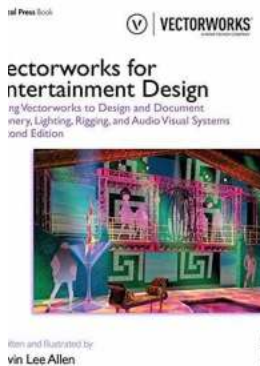 cal Press Book
VECTORWORKS
ectorworks for
ntertainment Design
ng Vectorworks to Design and Document
enery, Lighting, Rigging, and Audio Visual Systems
cond Edition
itten and Illustrated by
vin Lee Allen